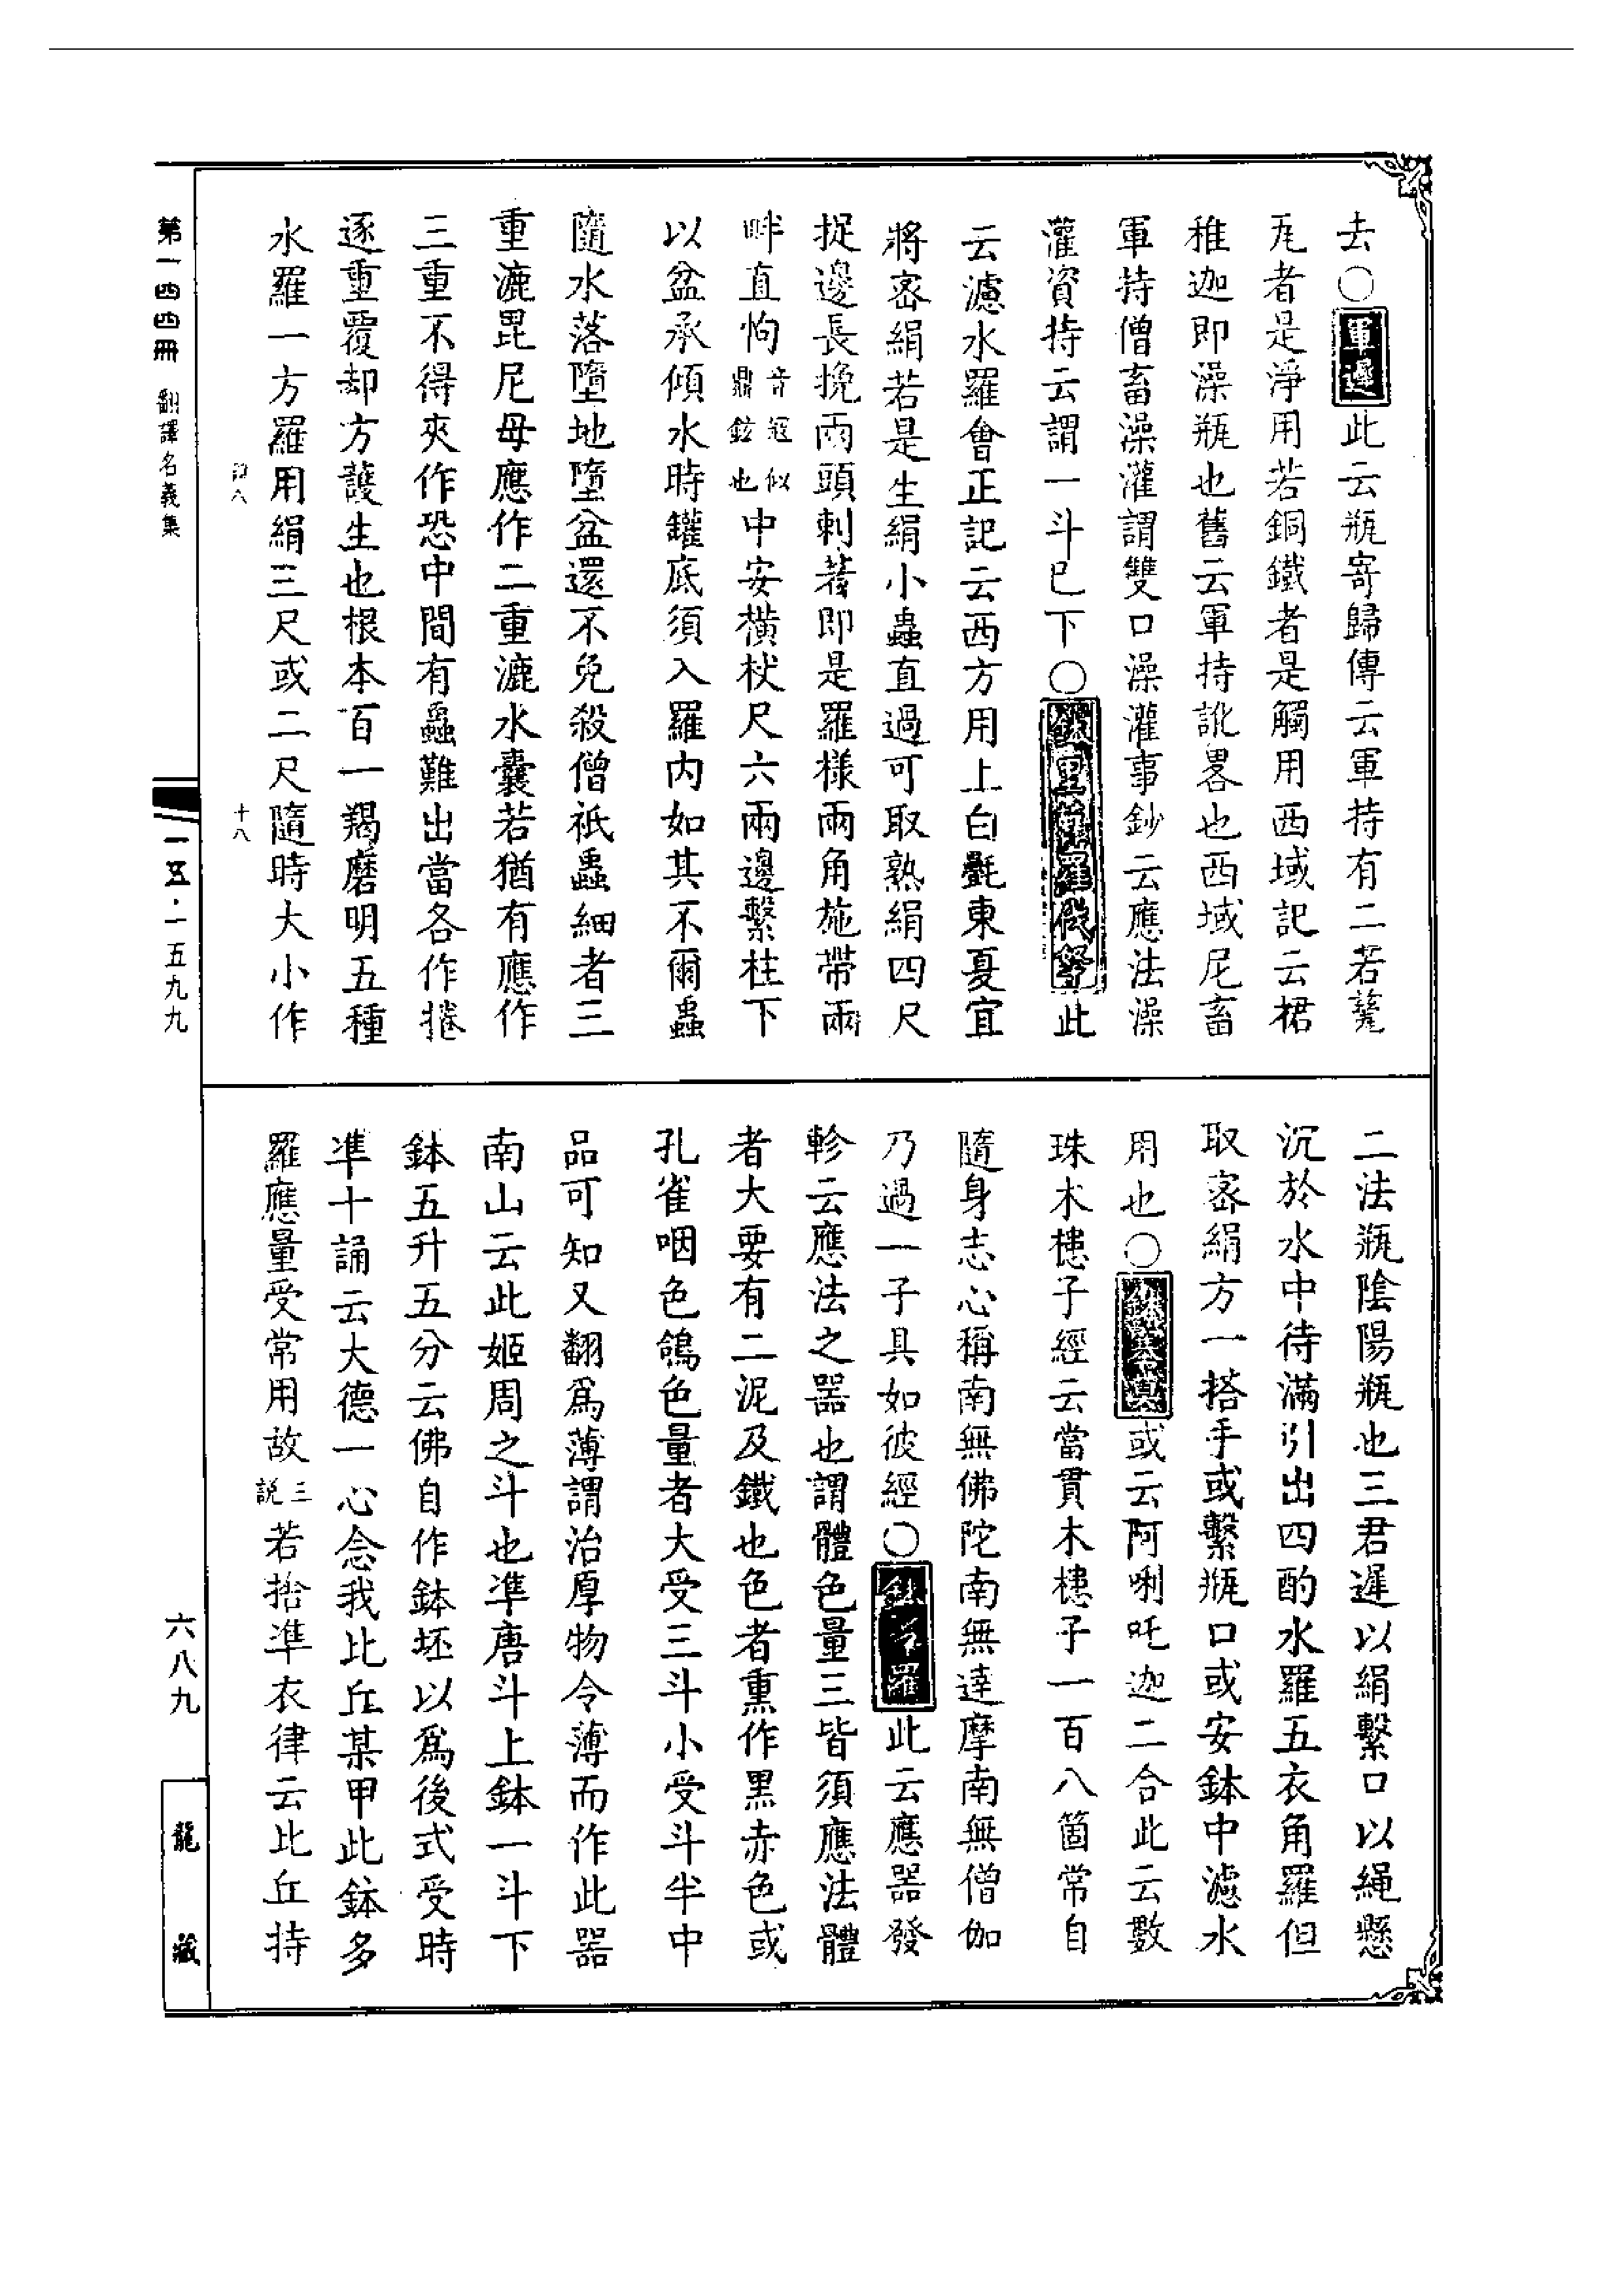 去○軍遲此云瓶寄歸傳云軍持有二若甆
瓦者是淨用若銅鐵者是觸用西域記云捃
稚迦即澡瓶也舊云軍持訛畧也西域尼畜
軍持僧畜澡灌謂雙口澡灌事鈔云應法澡
灌資持云謂一斗已下○鉢里薩羅伐拏此
云濾水羅會正記云西方用上白㲲東夏宜
將密絹若是生絹小蟲直過可取熟絹四尺
捉邊長挽兩頭刺著即是羅樣兩角施帶兩
畔直怐音冦似鼎鉉也中安橫杖尺六兩邊繫柱下
以盆承傾水時罐底須入羅内如其不爾蟲
隨水落墮地墮盆還不免殺僧祇蟲細者三
重漉毘尼母應作二重漉水囊若猶有應作
三重不得夾作恐中間有蟲難出當各作捲
逐重覆却方護生也根本百一羯磨明五種
水羅一方羅用絹三尺或二尺隨時大小作
二法瓶陰陽瓶也三君遲以絹繫口以繩懸
沉於水中待滿引出四酌水羅五衣角羅但
取密絹方一搭手或繫瓶口或安鉢中濾水
用也○鉢塞莫或云阿唎吒迦二合此云數
珠木槵子經云當貫木槵子一百八箇常自
隨身志心稱南無佛陀南無達摩南無僧伽
乃過一子具如彼經○鉢多羅此云應器發
軫云應法之器也謂體色量三皆須應法體
者大要有二泥及鐵也色者熏作黑赤色或
孔雀咽色鴿色量者大受三斗小受斗半中
品可知又翻爲薄謂治厚物令薄而作此器
南山云此姬周之斗也準唐斗上鉢一斗下
鉢五升五分云佛自作鉢坯以爲後式受時
準十誦云大德一心念我比丘某甲此鉢多
羅應量受常用故三説若捨準衣律云比丘持
第一四四冊 翻譯名義集
十八
一五·一五九九
六八九
龍藏